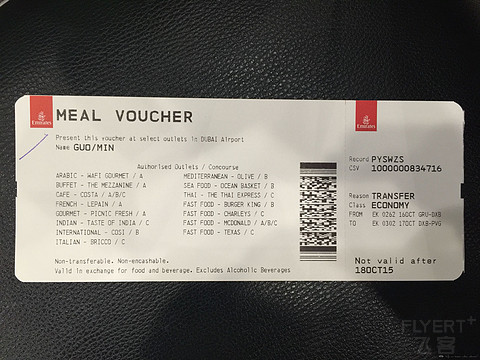 Emirates
MEAL VOUCHER
Present this voucher at select outlets in DUBAI Airport
Name GUO/MIN
Authorised Outlets / Concourse
ARABIC - WAFI GOURMET / A
BUFFET - THE MEZZANINE / A
CAFE - COSTA / A/B/C
FRENCH - LEPAIN / A
GOURMET - PICNIC FRESH / A
INDIAN - TASTE OF INDIA / C
INTERNATIONAL - COSI / B
ITALIAN - BRICCO / C
MEDITERRANEAN - OLIVE / B
SEA FOOD - OCEAN BASKET / B
THAI - THE THAI EXPRESS / C
FAST FOOD - BURGER KING / B
FAST FOOD - CHARLEYS / C
FAST FOOD - MCDONALD / A/B/C
FAST FOOD - TEXAS / C
Non-transferable. Non-encashable.
Valid in exchange for food and beverage. Excludes Alcoholic Beverages
Emirates
Record PYSWZS
CSV 1000000834716
Reason TRANSFER
Class ECONOMY
FROM EK 0262 16OCT GRU-DXB
TO EK 0302 17OCT DXB-PVG
Not valid after
18OCT15
FLYERT+
飞客